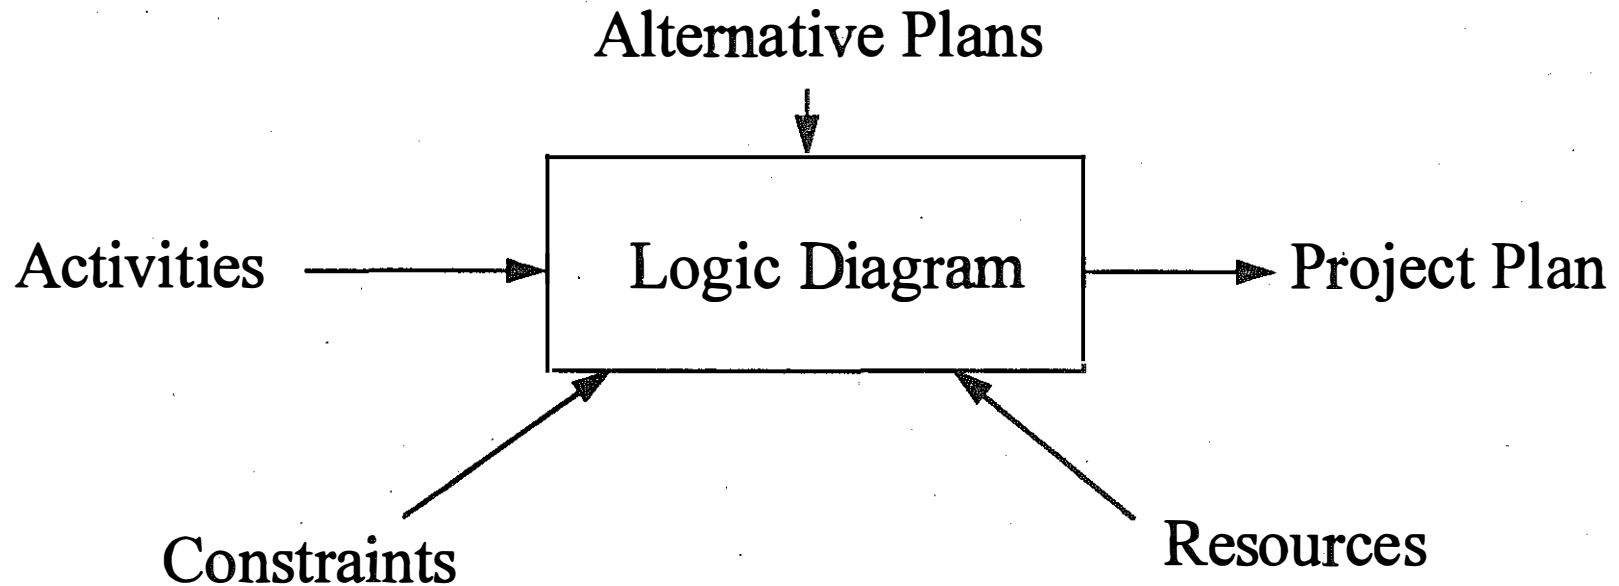 Alternative Plans
Activities
Logic Diagram
Project Plan
Constraints
Resources